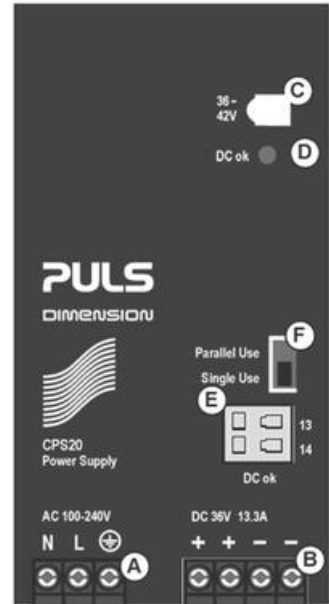 C
36–
42V
DC ok
D
PULS
DIMENSION
F
Parallel Use
Single Use
E
13
14
DC ok
CPS20
Power Supply
AC 100-240V
N L
A
DC 36V 13.3A
+ + – –
B